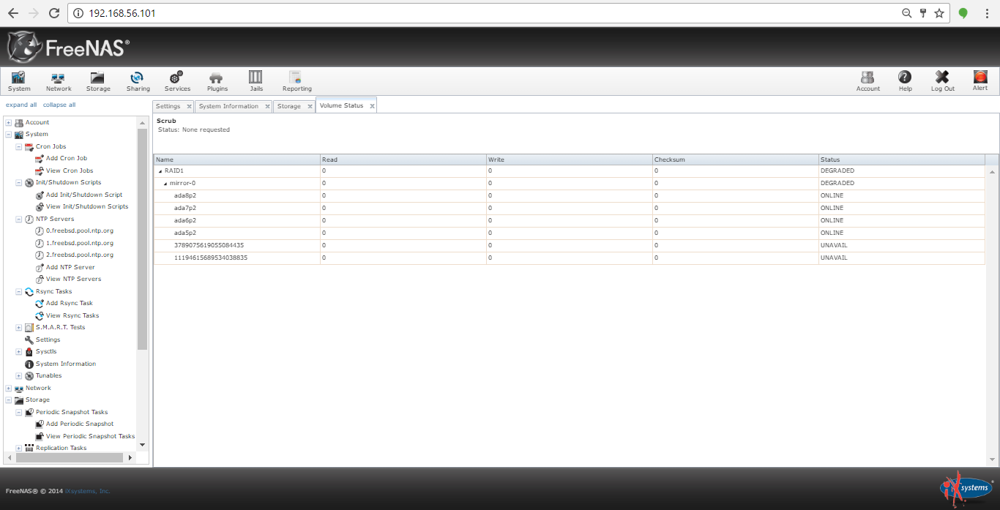 192.168.56.101
FreeNAS®
System Network Storage Sharing Services Plugins Jails Reporting Account Help Log Out Alert
expand all collapse all
Settings System Information Storage Volume Status
Account
System
Cron Jobs
Add Cron Job
View Cron Jobs
Init/Shutdown Scripts
Add Init/Shutdown Script
View Init/Shutdown Scripts
NTP Servers
0.freebsd.pool.ntp.org
1.freebsd.pool.ntp.org
2.freebsd.pool.ntp.org
Add NTP Server
View NTP Servers
Rsync Tasks
Add Rsync Task
View Rsync Tasks
S.M.A.R.T. Tests
Settings
Sysctls
System Information
Tunables
Network
Storage
Periodic Snapshot Tasks
Add Periodic Snapshot
View Periodic Snapshot Tasks
Replication Tasks
Scrub
Status: None requested
Name Read Write Checksum Status
RAID1 0 0 0 DEGRADED
mirror-0 0 0 0 DEGRADED
ada8p2 0 0 0 ONLINE
ada7p2 0 0 0 ONLINE
ada6p2 0 0 0 ONLINE
ada5p2 0 0 0 ONLINE
3789075619055084435 0 0 0 UNAVAIL
11194615689534038835 0 0 0 UNAVAIL
FreeNAS® © 2014 iXsystems, Inc.
iXsystems